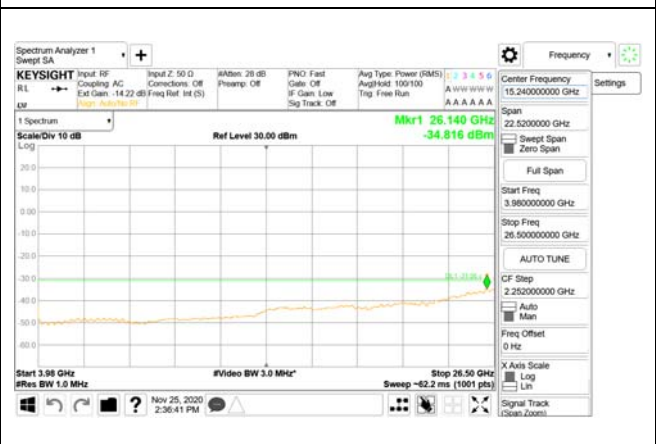 Spectrum Analyzer 1
Swept SA
Frequency
KEYSIGHT
RL
Input: RF
Coupling: AC
Ext Gain: -14.22 dB
Align: Auto/No RF
Input Z: 50 Ω
Corrections: Off
Freq Ref: Int (S)
#Atten: 28 dB
Preamp: Off
PNO: Fast
Gate: Off
IF Gain: Low
Sig Track: Off
Avg Type: Power (RMS)
Avg|Hold: 100/100
Trig: Free Run
1 2 3 4 5 6
A W W W W W
A A A A A A
1 Spectrum
Scale/Div 10 dB
Ref Level 30.00 dBm
Mkr1 26.140 GHz
-34.816 dBm
Log
20.0
10.0
0.00
-10.0
-20.0
-30.0
-40.0
-50.0
-60.0
Start 3.98 GHz
#Res BW 1.0 MHz
#Video BW 3.0 MHz*
Stop 26.50 GHz
Sweep ~62.2 ms (1001 pts)
Nov 25, 2020
2:36:41 PM
Center Frequency
15.240000000 GHz
Settings
Span
22.5200000 GHz
Swept Span
Zero Span
Full Span
Start Freq
3.980000000 GHz
Stop Freq
26.500000000 GHz
AUTO TUNE
CF Step
2.252000000 GHz
Auto
Man
Freq Offset
0 Hz
X Axis Scale
Log
Lin
Signal Track
(Span Zoom)